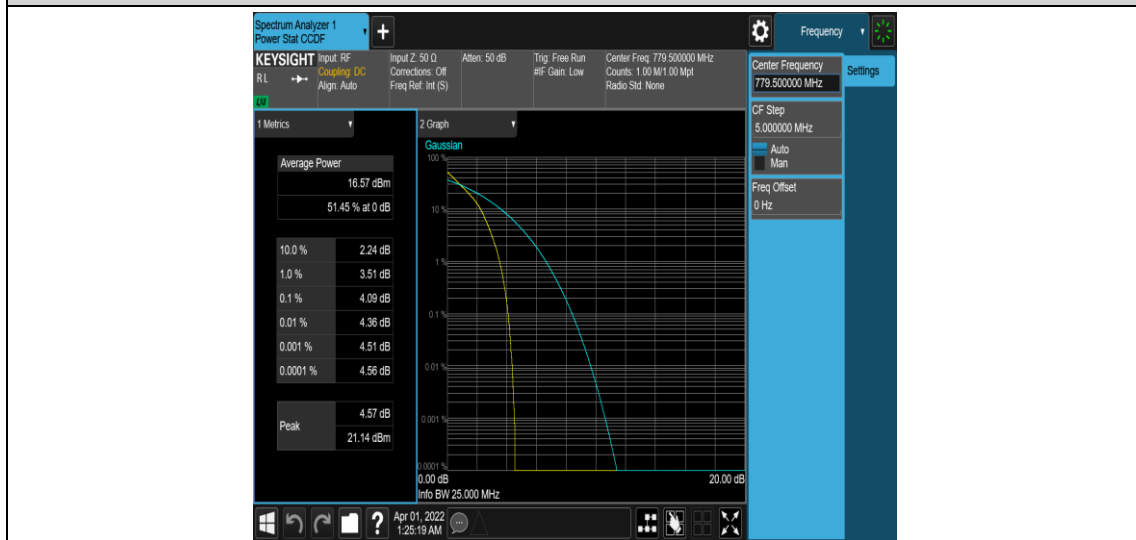 Spectrum Analyzer 1
Power Stat CCDF
+
Frequency
KEYSIGHT
RL
LXI
Input: RF
Coupling: DC
Align: Auto
Input Z: 50 Ω
Corrections: Off
Freq Ref: Int (S)
Atten: 50 dB
Trig: Free Run
#IF Gain: Low
Center Freq: 779.500000 MHz
Counts: 1.00 M/1.00 Mpt
Radio Std: None
Center Frequency
779.500000 MHz
Settings
CF Step
5.000000 MHz
Auto
Man
Freq Offset
0 Hz
1 Metrics
Average Power
16.57 dBm
51.45 % at 0 dB
10.0 % 2.24 dB
1.0 % 3.51 dB
0.1 % 4.09 dB
0.01 % 4.36 dB
0.001 % 4.51 dB
0.0001 % 4.56 dB
Peak
4.57 dB
21.14 dBm
2 Graph
Gaussian
100 %
10 %
1 %
0.1 %
0.01 %
0.001 %
0.0001 %
0.00 dB 20.00 dB
Info BW 25.000 MHz
?
Apr 01, 2022
1:25:19 AM